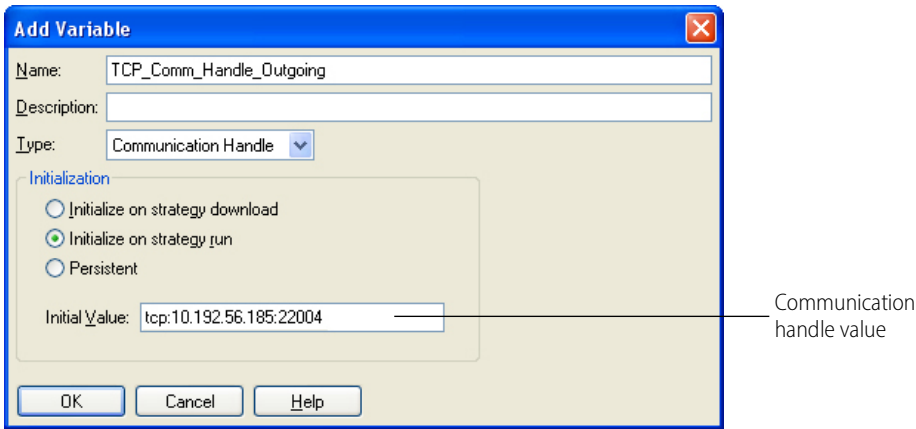 Add Variable
Name: TCP_Comm_Handle_Outgoing
Description:
Type: Communication Handle
Initialization
Initialize on strategy download
Initialize on strategy run
Persistent
Initial Value: tcp:10.192.56.185:22004
Communication
handle value
OK Cancel Help